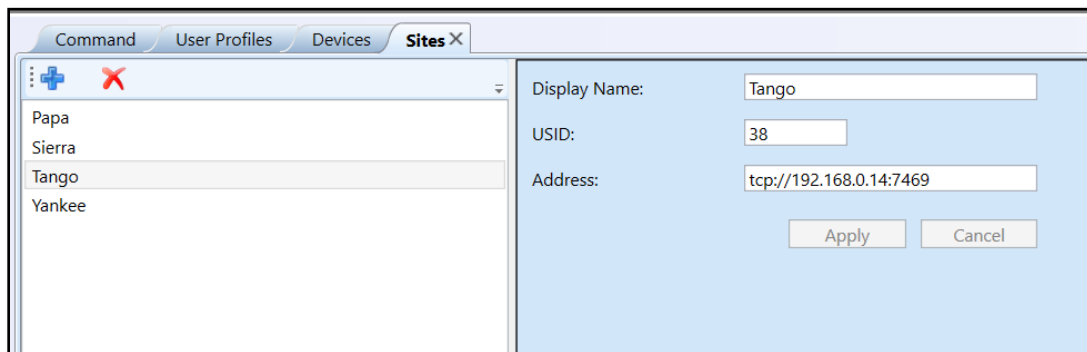 Command User Profiles Devices Sites
Papa
Sierra
Tango
Yankee
Display Name: Tango
USID: 38
Address: tcp://192.168.0.14:7469
Apply Cancel